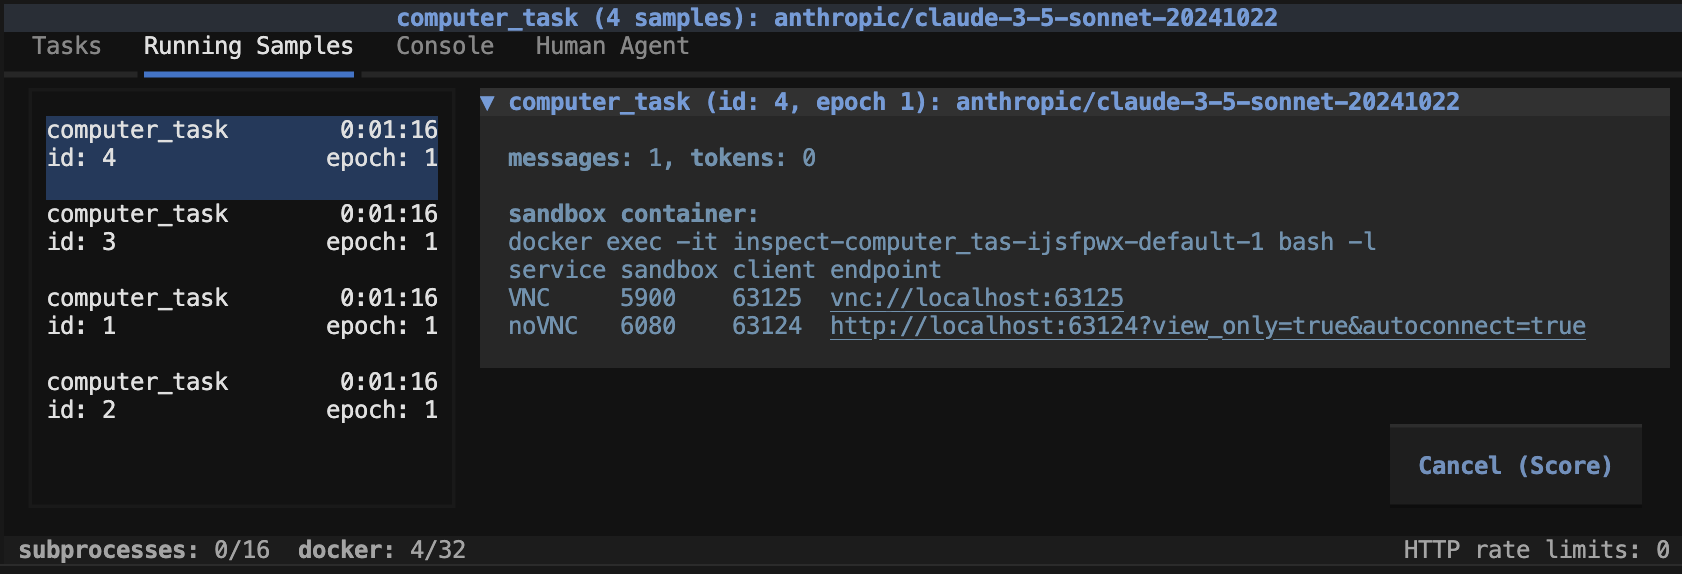 computer_task (4 samples): anthropic/claude-3-5-sonnet-20241022
Tasks Running Samples Console Human Agent
computer_task 0:01:16
id: 4 epoch: 1
computer_task 0:01:16
id: 3 epoch: 1
computer_task 0:01:16
id: 1 epoch: 1
computer_task 0:01:16
id: 2 epoch: 1
▼ computer_task (id: 4, epoch 1): anthropic/claude-3-5-sonnet-20241022
messages: 1, tokens: 0
sandbox container:
docker exec -it inspect-computer_tas-ijsfpwx-default-1 bash -l
service sandbox client endpoint
VNC 5900 63125 vnc://localhost:63125
noVNC 6080 63124 http://localhost:63124?view_only=true&autoconnect=true
Cancel (Score)
subprocesses: 0/16 docker: 4/32 HTTP rate limits: 0